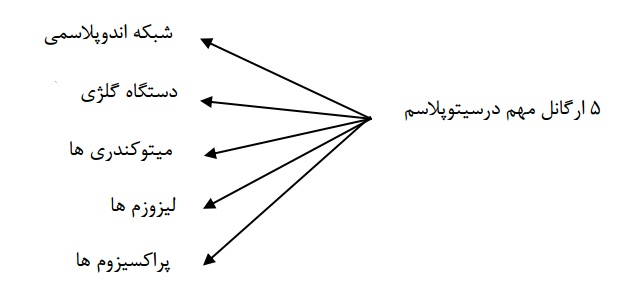 ۵ ارگانل مهم درسیتوپلاسم
شبکه اندوپلاسمی
دستگاه گلژی
میتوکندری ها
لیزوزم ها
پراکسیزوم ها